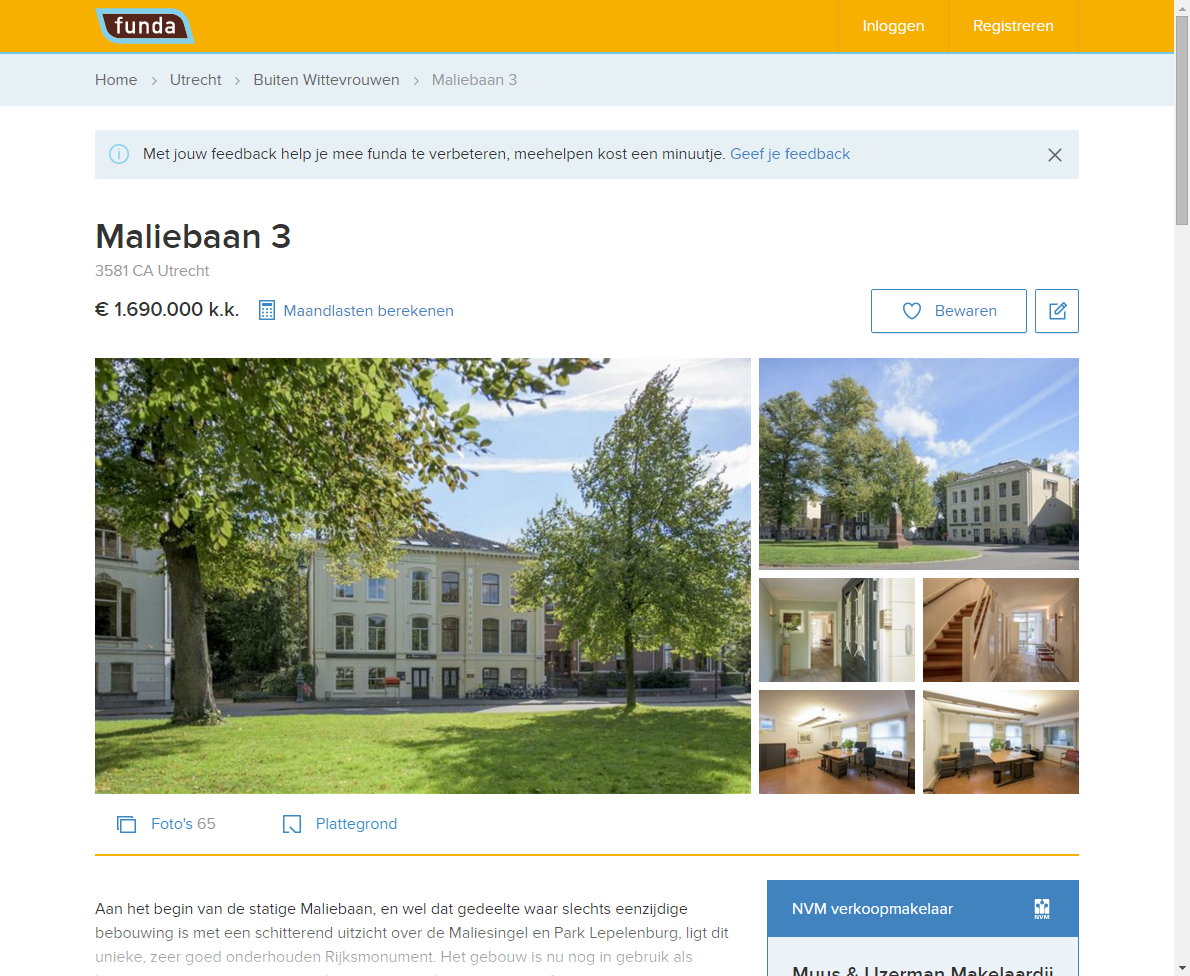 funda
Inloggen
Registreren
Home > Utrecht > Buiten Wittevrouwen > Maliebaan 3
Met jouw feedback help je mee funda te verbeteren, meehelpen kost een minuutje. Geef je feedback
Maliebaan 3
3581 CA Utrecht
€ 1.690.000 k.k.
Maandlasten berekenen
Bewaren
Foto's 65
Plattegrond
Aan het begin van de statige Maliebaan, en wel dat gedeelte waar slechts eenzijdige
bebouwing is met een schitterend uitzicht over de Maliesingel en Park Lepelenburg, ligt dit
unieke, zeer goed onderhouden Rijksmonument. Het gebouw is nu nog in gebruik als
NVM verkoopmakelaar
NVM
Muus & IJzerman Makelaardij